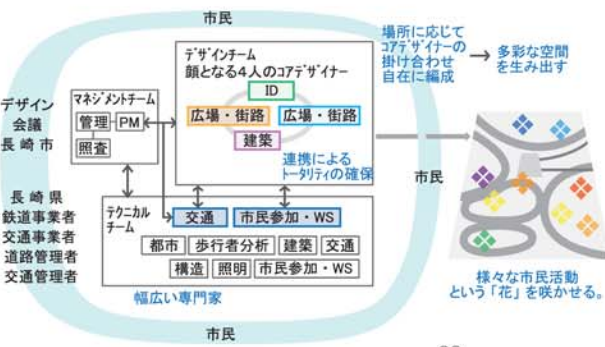 市民
場所に応じて
コアデザイナーの
掛け合わせ
自在に編成
多彩な空間
を生み出す
デザインチーム
顔となる4人のコアデザイナー
ID
広場・街路
広場・街路
建築
連携による
トータリティの確保
マネジメントチーム
管理
PM
照査
デザイン
会議
長崎市
市民
長崎県
鉄道事業者
交通事業者
道路管理者
交通管理者
テクニカル
チーム
交通
市民参加・WS
都市
歩行者分析
建築
交通
構造
照明
市民参加・WS
幅広い専門家
様々な市民活動
という「花」を咲かせる。
市民